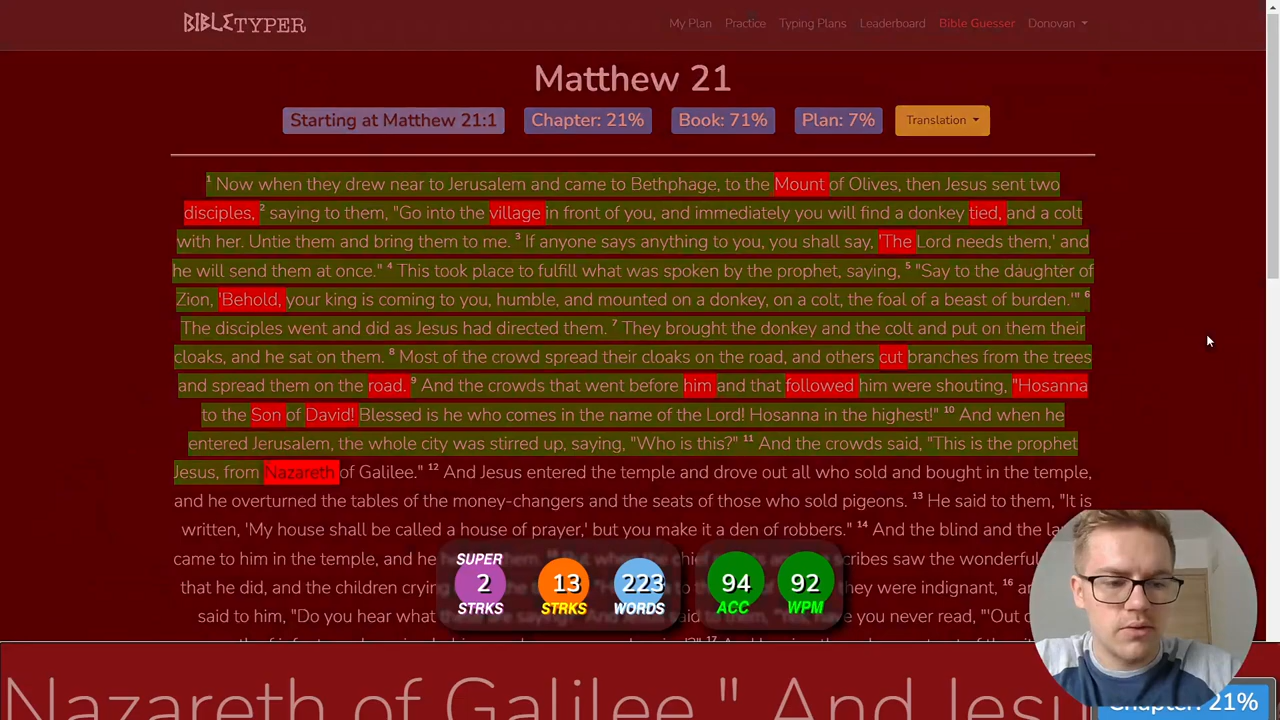 BIBLETYPER
My Plan Practice Typing Plans Leaderboard Bible Guesser Donovan
Matthew 21
Starting at Matthew 21:1 Chapter: 21% Book: 71% Plan: 7% Translation
1 Now when they drew near to Jerusalem and came to Bethphage, to the Mount of Olives, then Jesus sent two
disciples, 2 saying to them, "Go into the village in front of you, and immediately you will find a donkey tied, and a colt
with her. Untie them and bring them to me. 3 If anyone says anything to you, you shall say, 'The Lord needs them,' and
he will send them at once." 4 This took place to fulfill what was spoken by the prophet, saying, 5 "Say to the daughter of
Zion, 'Behold, your king is coming to you, humble, and mounted on a donkey, on a colt, the foal of a beast of burden.'" 6
The disciples went and did as Jesus had directed them. 7 They brought the donkey and the colt and put on them their
cloaks, and he sat on them. 8 Most of the crowd spread their cloaks on the road, and others cut branches from the trees
and spread them on the road. 9 And the crowds that went before him and that followed him were shouting, "Hosanna
to the Son of David! Blessed is he who comes in the name of the Lord! Hosanna in the highest!" 10 And when he
entered Jerusalem, the whole city was stirred up, saying, "Who is this?" 11 And the crowds said, "This is the prophet
Jesus, from Nazareth of Galilee." 12 And Jesus entered the temple and drove out all who sold and bought in the temple,
and he overturned the tables of the money-changers and the seats of those who sold pigeons. 13 He said to them, "It is
written, 'My house shall be called a house of prayer,' but you make it a den of robbers." 14 And the blind and the la
came to him in the temple, and he scribes saw the wonderful
that he did, and the children crying they were indignant, 16 and
said to him, "Do you hear what have you never read, "'Out o
SUPER 2 STRKS 13 STRKS 223 WORDS 94 ACC 92 WPM
Nazareth of Galilee." And Jesu
Chapter: 21%